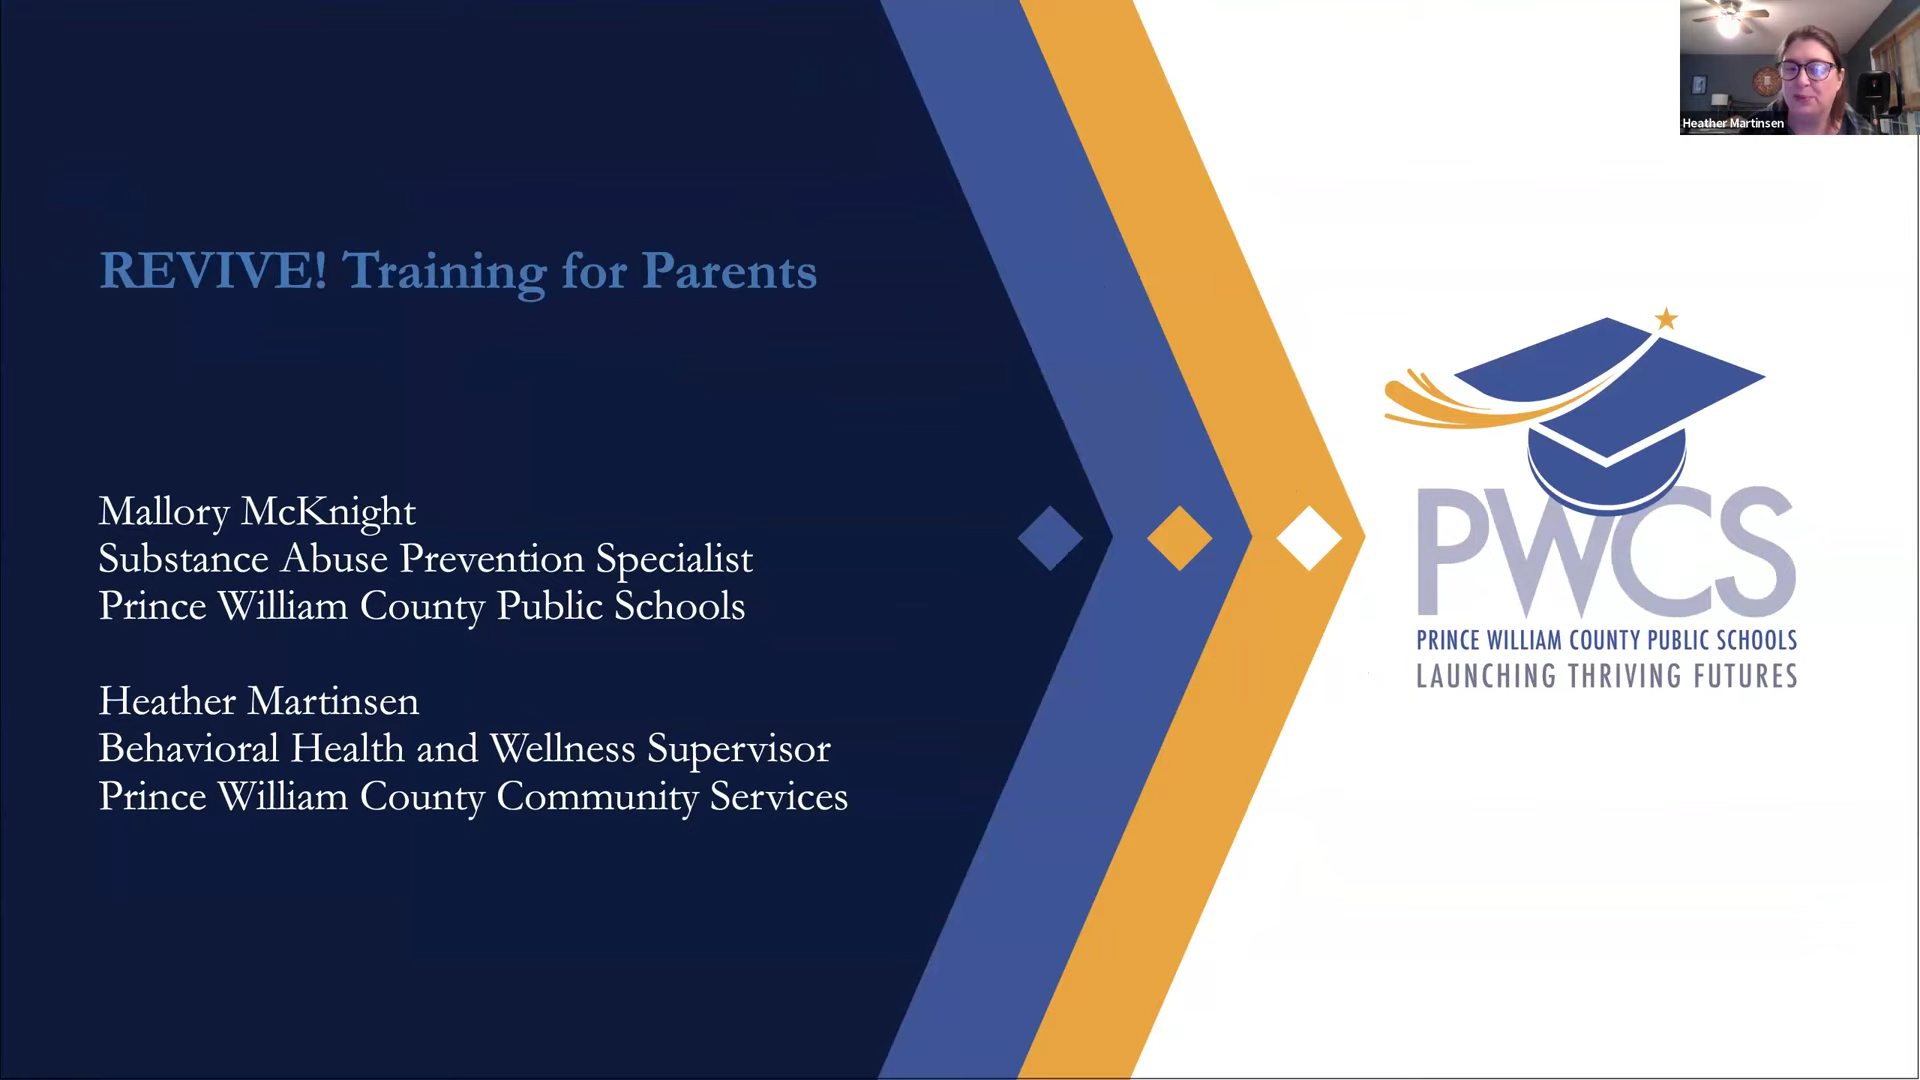 REVIVE! Training for Parents
Mallory McKnight
Substance Abuse Prevention Specialist
Prince William County Public Schools
Heather Martinsen
Behavioral Health and Wellness Supervisor
Prince William County Community Services
PWCS
PRINCE WILLIAM COUNTY PUBLIC SCHOOLS
LAUNCHING THRIVING FUTURES
Heather Martinsen